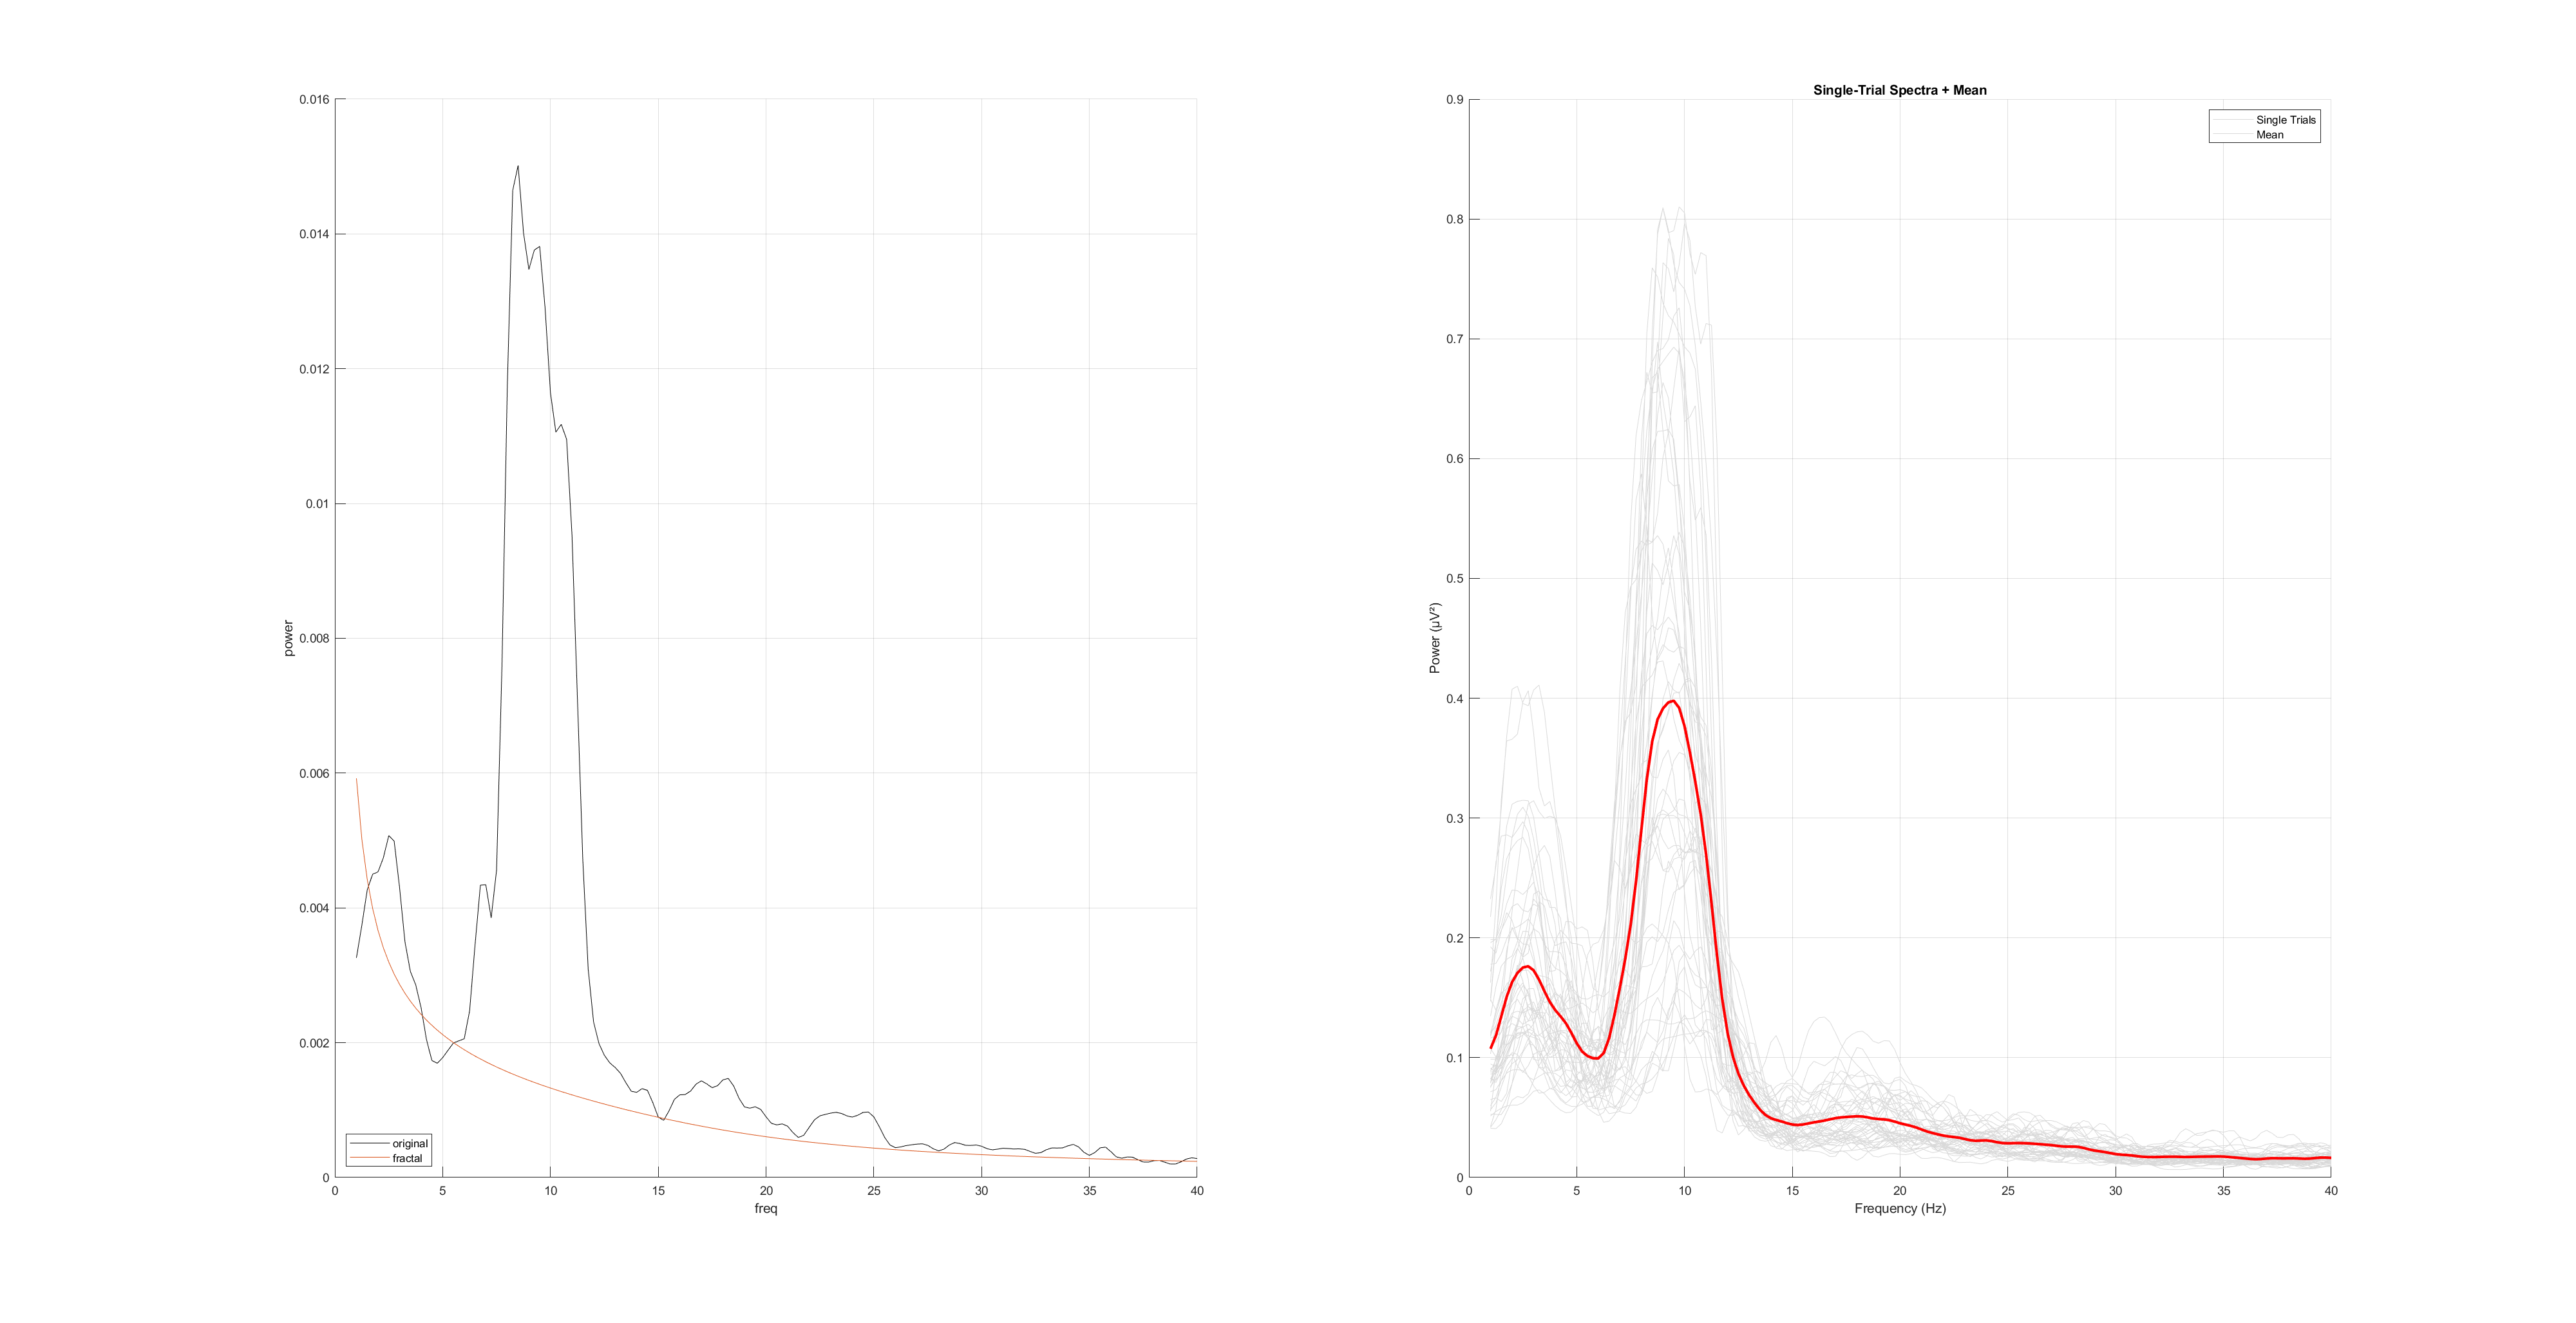 0.016
0.014
0.012
0.01
0.008
0.006
0.004
0.002
0
power
original
fractal
0 5 10 15 20 25 30 35 40
freq
Single-Trial Spectra + Mean
0.9
0.8
0.7
0.6
0.5
0.4
0.3
0.2
0.1
0
Power (µV²)
Single Trials
Mean
0 5 10 15 20 25 30 35 40
Frequency (Hz)